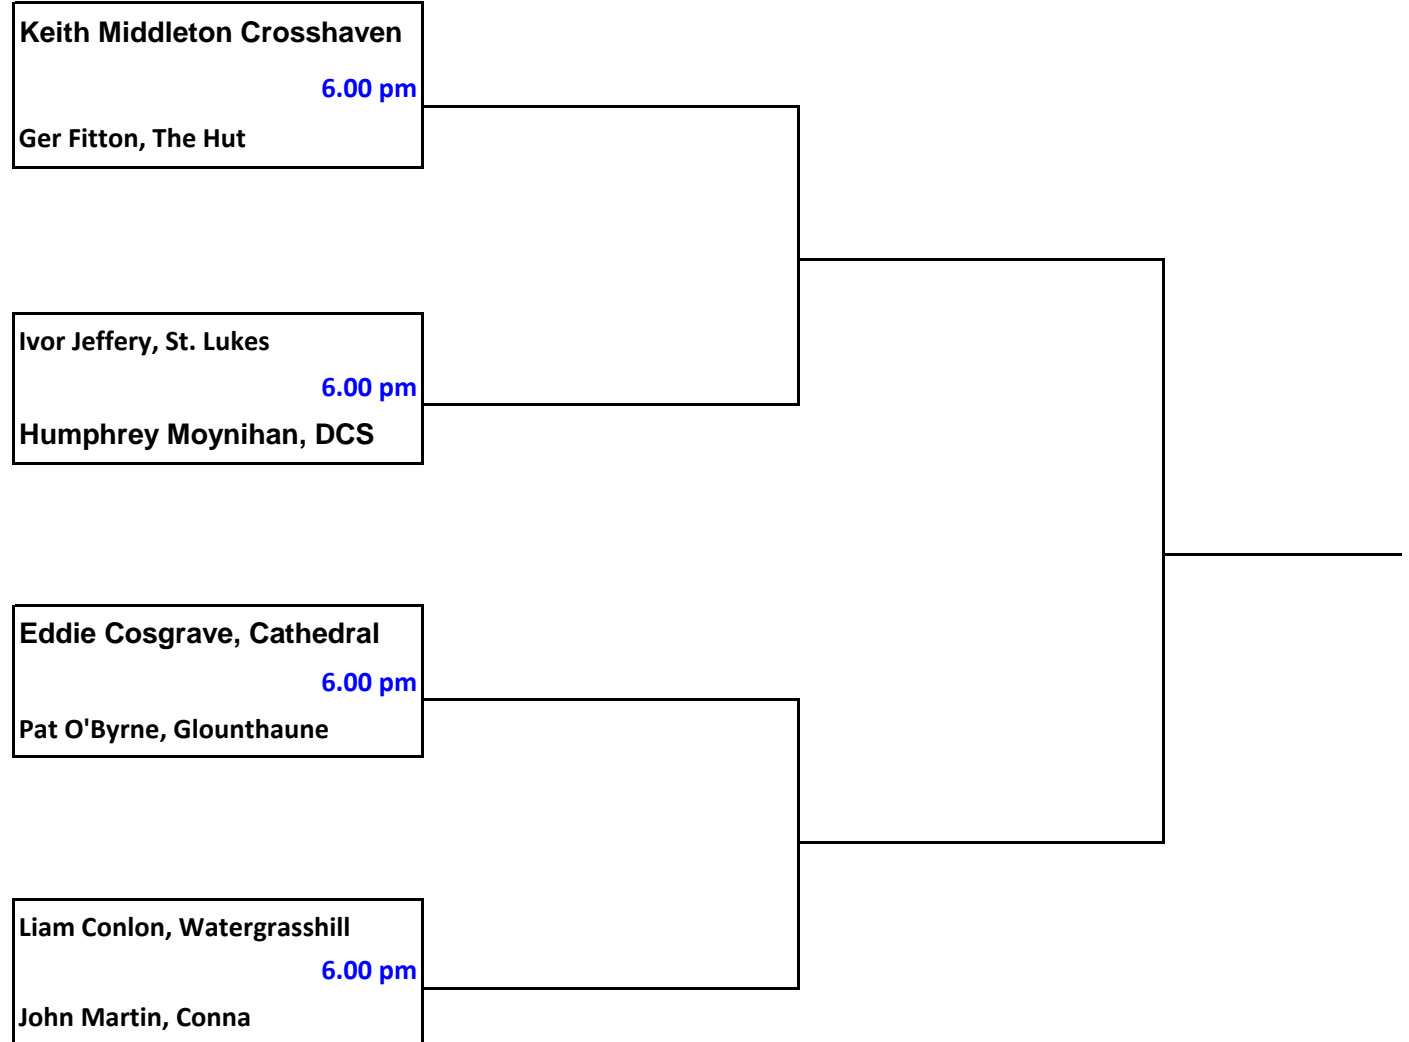 Keith Middleton Crosshaven
6.00 pm
Ger Fitton, The Hut
Ivor Jeffery, St. Lukes
6.00 pm
Humphrey Moynihan, DCS
Eddie Cosgrave, Cathedral
6.00 pm
Pat O'Byrne, Glounthaune
Liam Conlon, Watergrasshill
6.00 pm
John Martin, Conna